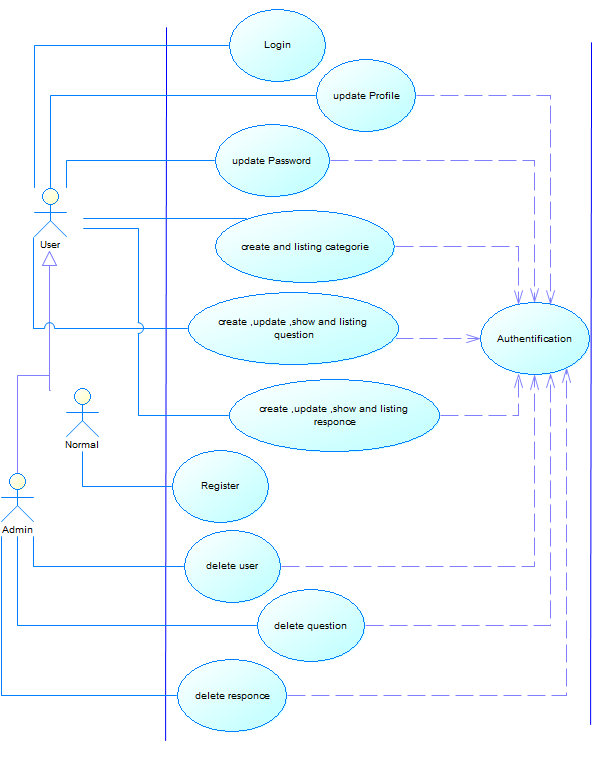 Login
update Profile
update Password
User
create and listing categorie
create ,update ,show and listing
question
Authentification
create ,update ,show and listing
responce
Normal
Register
Admin
delete user
delete question
delete responce